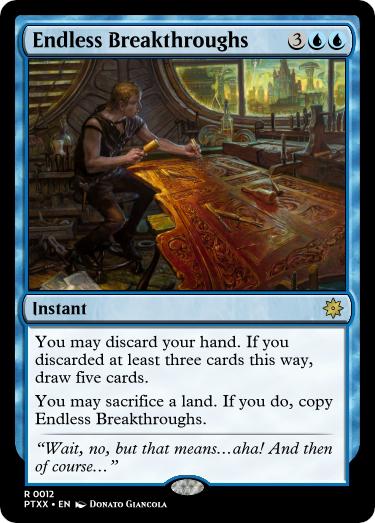 Endless Breakthroughs 3
Instant
You may discard your hand. If you
discarded at least three cards this way,
draw five cards.
You may sacrifice a land. If you do, copy
Endless Breakthroughs.
“Wait, no, but that means…aha! And then
of course…”
R 0012
PTXX • EN Donato Giancola